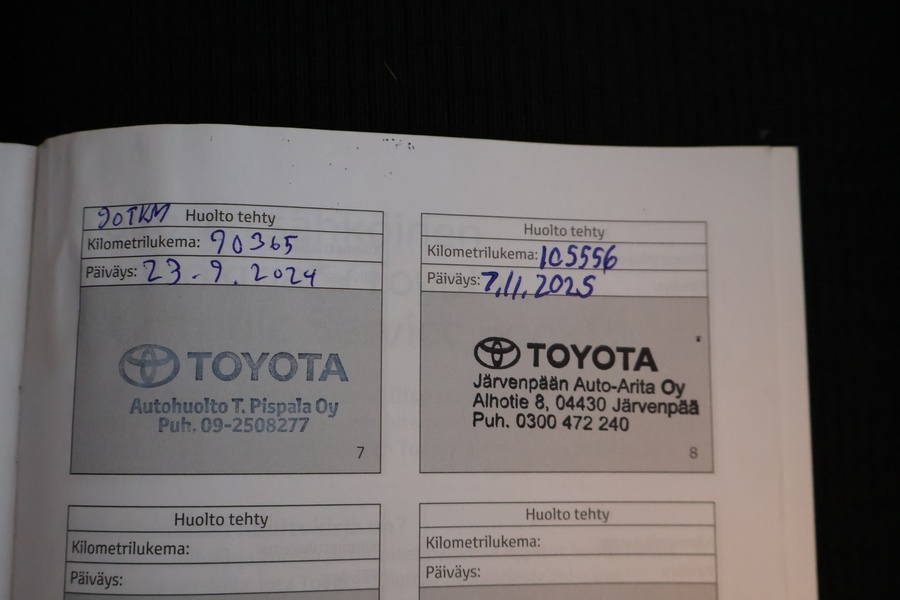 90TKM Huolto tehty
Kilometrilukema: 90365
Päiväys: 23.9.2024
TOYOTA
Autohuolto T. Pispala Oy
Puh. 09-2508277
7
Huolto tehty
Kilometrilukema: 105556
Päiväys: 7.11.2025
TOYOTA
Järvenpään Auto-Arita Oy
Alhotie 8, 04430 Järvenpää
Puh. 0300 472 240
8
Huolto tehty
Kilometrilukema:
Päiväys:
Huolto tehty
Kilometrilukema:
Päiväys: